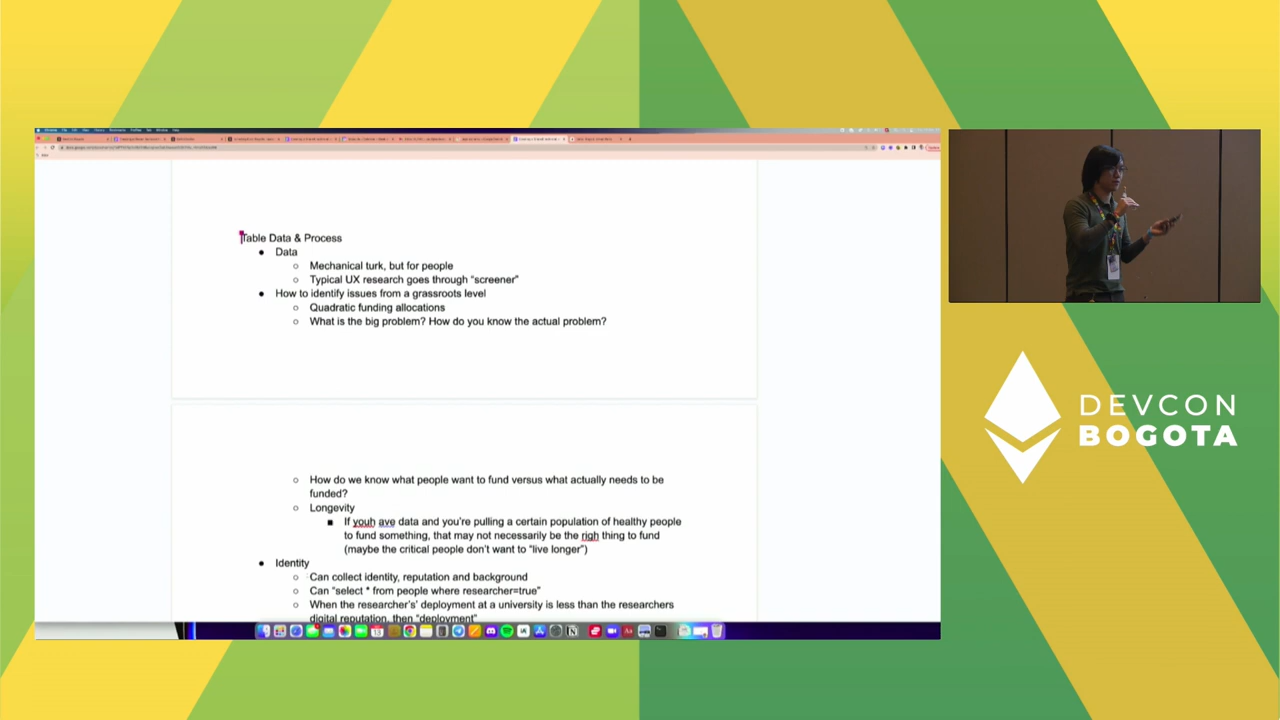 Table Data & Process
● Data
○ Mechanical turk, but for people
○ Typical UX research goes through “screener”
● How to identify issues from a grassroots level
○ Quadratic funding allocations
○ What is the big problem? How do you know the actual problem?
○ How do we know what people want to fund versus what actually needs to be
funded?
○ Longevity
■ If youh ave data and you’re pulling a certain population of healthy people
to fund something, that may not necessarily be the righ thing to fund
(maybe the critical people don’t want to “live longer”)
● Identity
○ Can collect identity, reputation and background
○ Can “select * from people where researcher=true”
○ When the researcher’s’ deployment at a university is less than the researchers
digital reputation, then “deployment”
DEVCON
BOGOTA